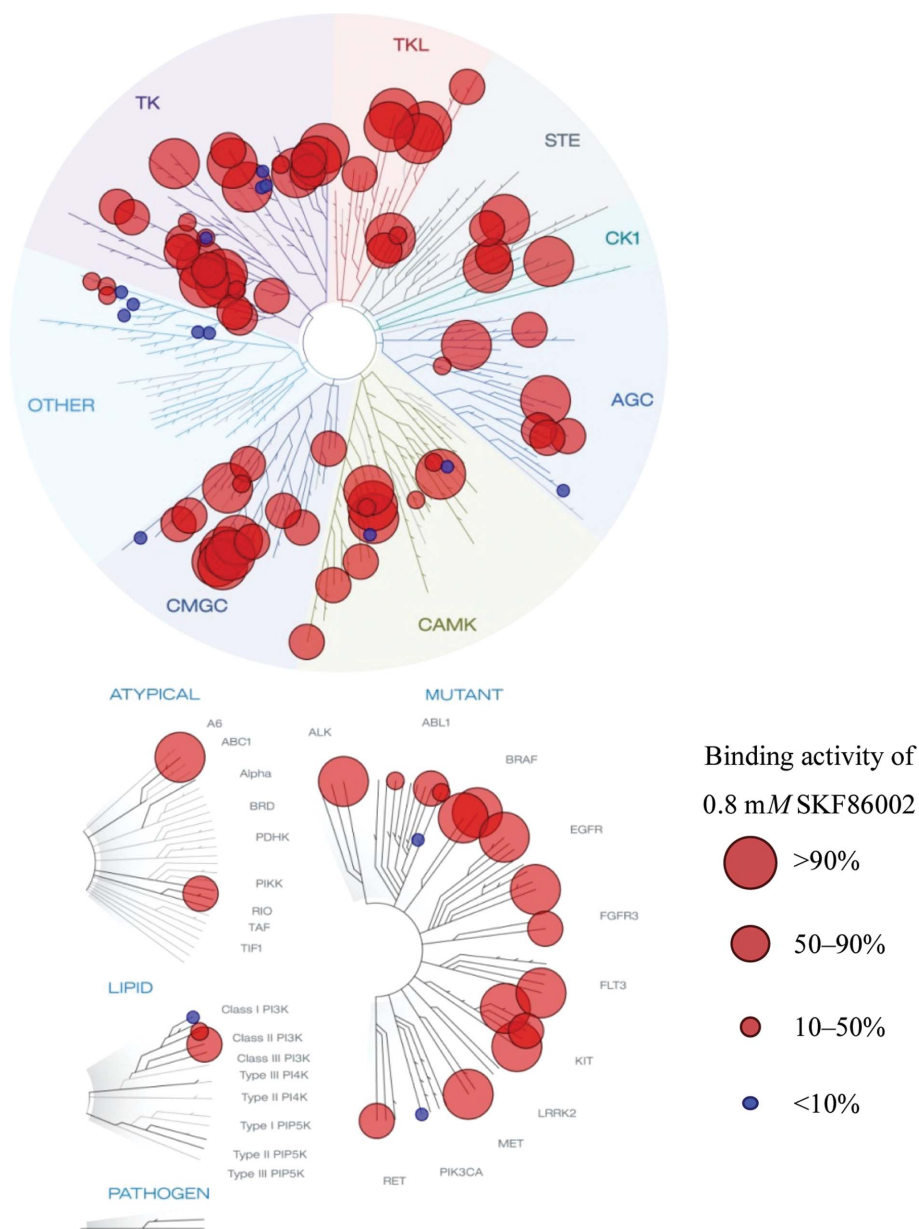 TKL
TK
STE
CK1
OTHER
AGC
CMGC
CAMK
ATYPICAL
MUTANT
A6
ABC1
Alpha
BRD
PDHK
PIKK
RIO
TAF
TIF1
ALK
ABL1
BRAF
EGFR
FGFR3
FLT3
KIT
LRRK2
MET
PIK3CA
RET
Binding activity of
0.8 mM SKF86002
>90%
50–90%
10–50%
<10%
LIPID
Class I PI3K
Class II PI3K
Class III PI3K
Type III PI4K
Type II PI4K
Type I PIP5K
Type II PIP5K
Type III PIP5K
PATHOGEN